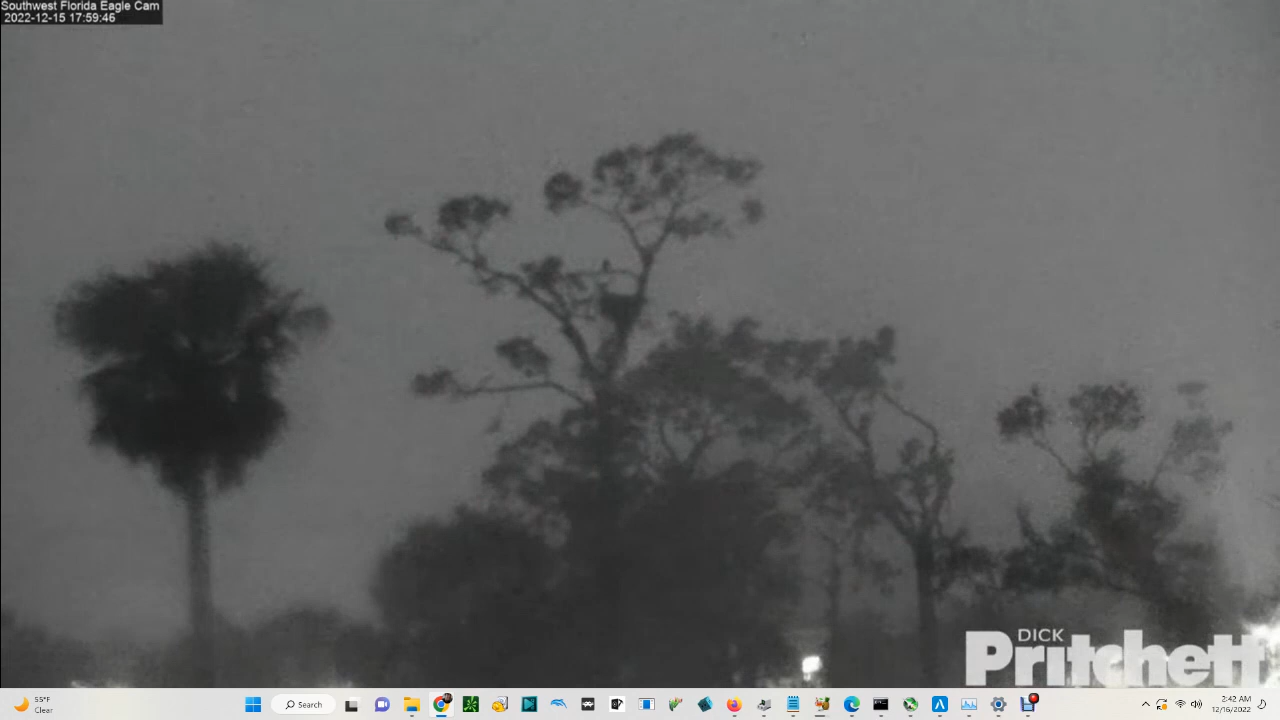 Southwest Florida Eagle Cam
2022-12-15 17:59:46
DICK
Pritchett
55°F
Clear
Search
3:42 AM
12/16/2022